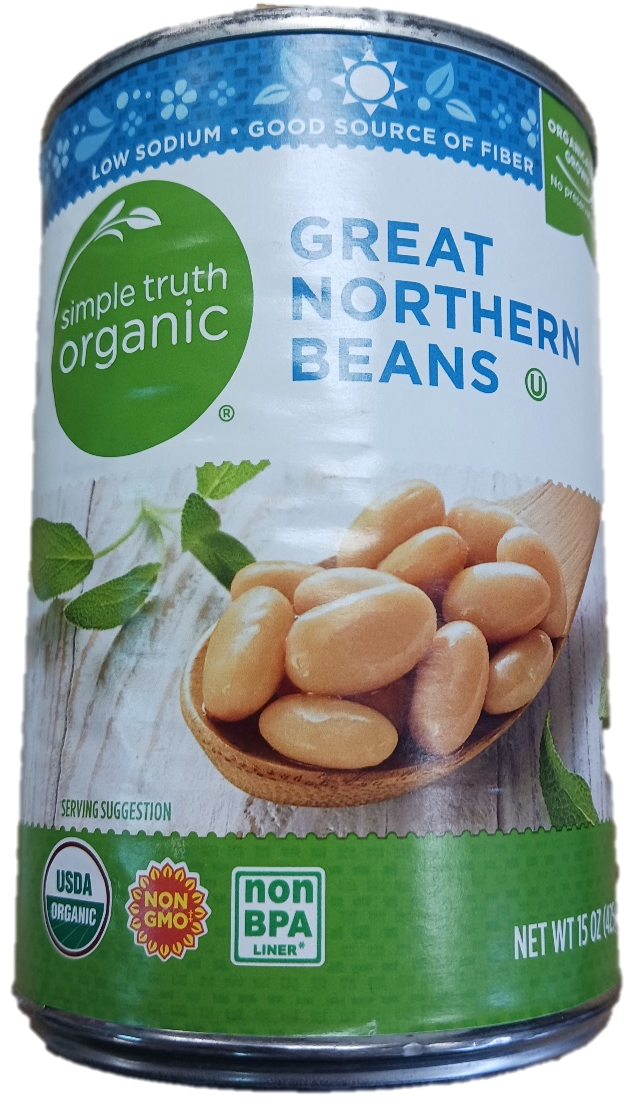 LOW SODIUM • GOOD SOURCE OF FIBER
No
simple truth
organic
®
GREAT
NORTHERN
BEANS
U
SERVING SUGGESTION
USDA
ORGANIC
NON
GMO‡
non
BPA
LINER*
NET WT 15 OZ